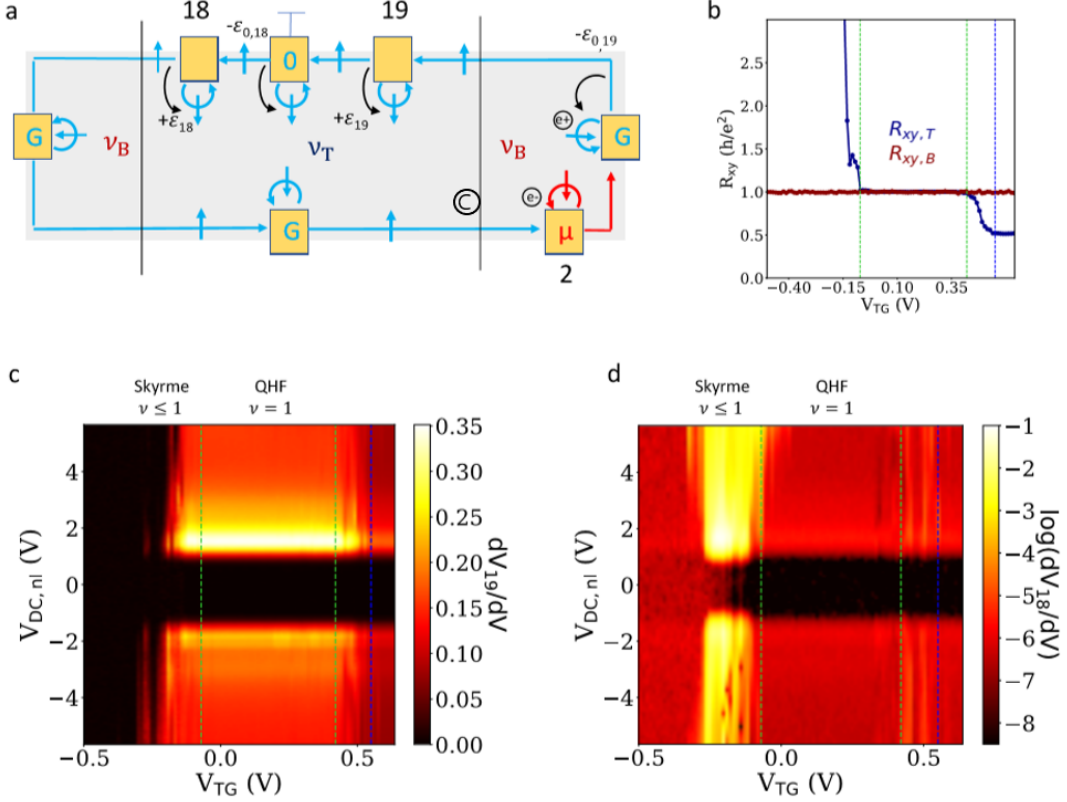 a
18
19
-ε0,18
-ε0,19
0
+ε18
+ε19
e+
G
νB
νT
νB
G
e-
C
G
μ
2
b
Rxy (h/e²)
2.5
2.0
1.5
1.0
0.5
0.0
Rxy,T
Rxy,B
−0.40
−0.15
0.10
0.35
VTG (V)
c
Skyrme
QHF
ν ≤ 1
ν = 1
VDC, nl (V)
4
2
0
−2
−4
−0.5
0.0
0.5
VTG (V)
0.35
0.30
0.25
0.20
0.15
0.10
0.05
0.00
dV19/dV
d
Skyrme
QHF
ν ≤ 1
ν = 1
VDC, nl (V)
4
2
0
−2
−4
−0.5
0.0
0.5
VTG (V)
−1
−2
−3
−4
−5
−6
−7
−8
log(dV18/dV)